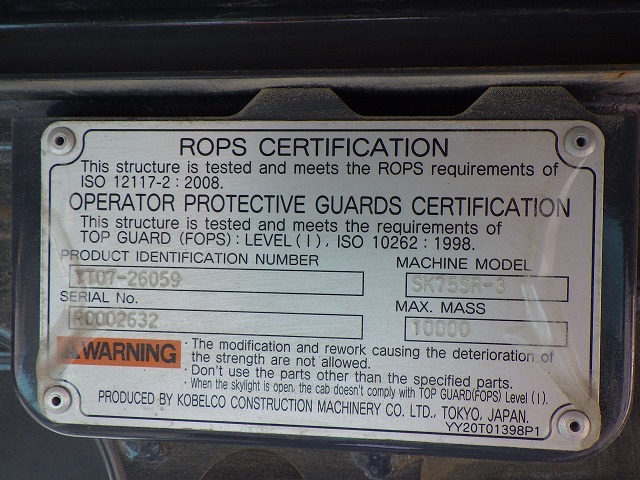 ROPS CERTIFICATION
This structure is tested and meets the ROPS requirements of
ISO 12117-2 : 2008.
OPERATOR PROTECTIVE GUARDS CERTIFICATION
This structure is tested and meets the requirements of
TOP GUARD (FOPS) : LEVEL (I), ISO 10262 : 1998.
PRODUCT IDENTIFICATION NUMBER
YT07-26059
MACHINE MODEL
SK75SR-3
SERIAL No.
R0002632
MAX. MASS
10000
WARNING
· The modification and rework causing the deterioration of
the strength are not allowed.
· Don't use the parts other than the specified parts.
· When the skylight is open, the cab doesn't comply with TOP GUARD(FOPS) Level (I).
PRODUCED BY KOBELCO CONSTRUCTION MACHINERY CO. LTD., TOKYO, JAPAN.
YY20T01398P1